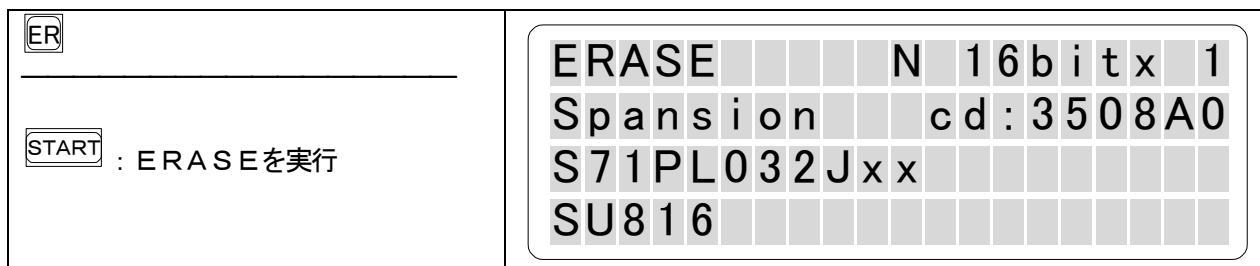 ER
START : ERASEを実行
ERASE N 16bitx 1
Spansion cd:3508A0
S71PL032Jxx
SU816